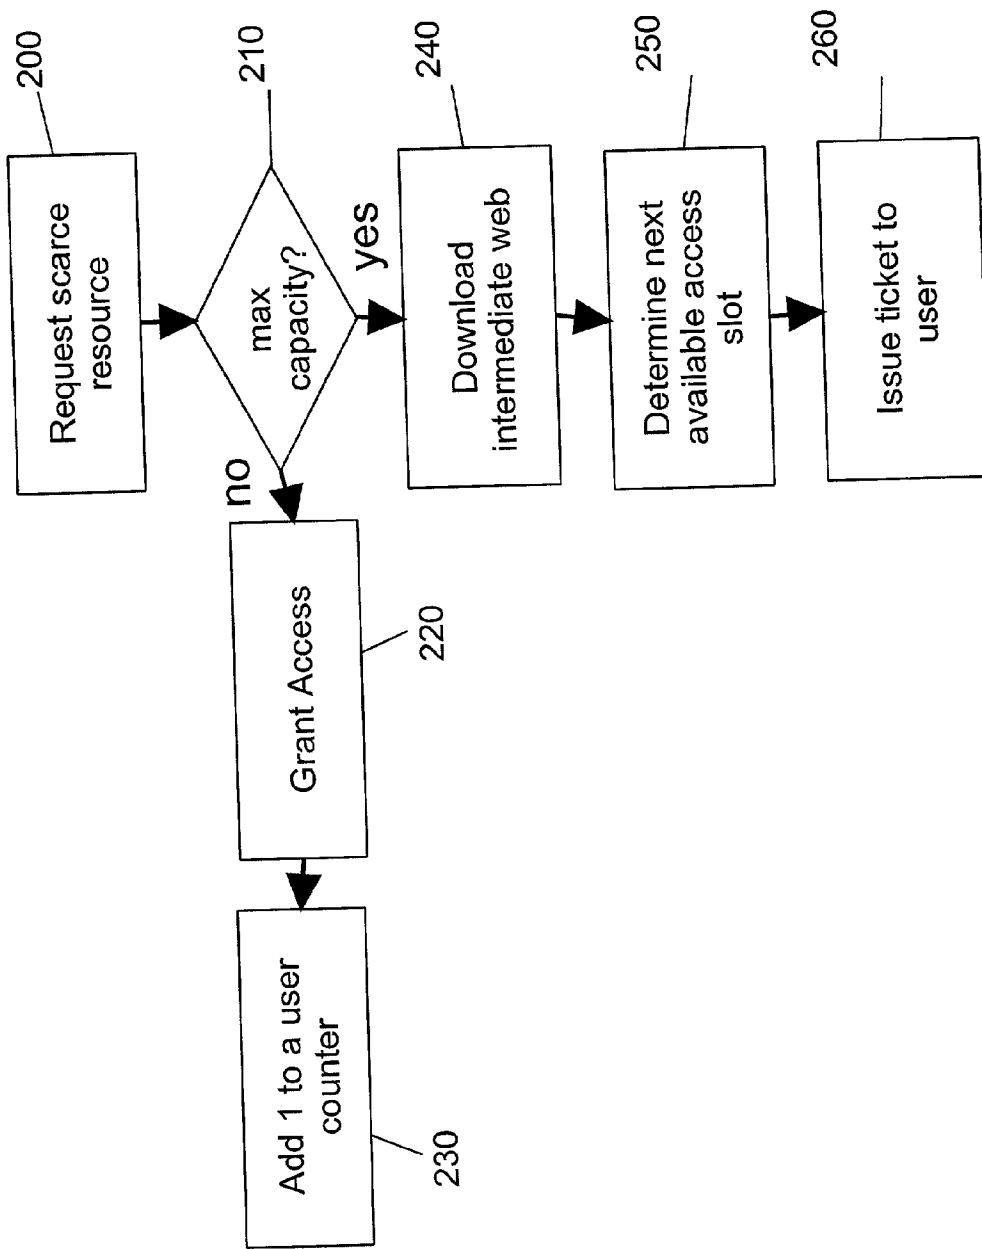 200
Request scarce
resource
210
max
capacity?
no
yes
Grant Access
220
Add 1 to a user
counter
230
240
Download
intermediate web
250
Determine next
available access
slot
260
Issue ticket to
user